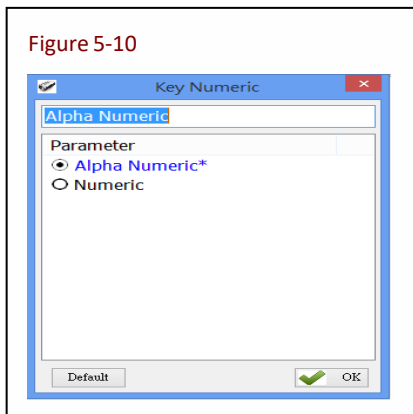 Figure 5-10
Key Numeric
Alpha Numeric
Parameter
Alpha Numeric*
Numeric
Default
OK